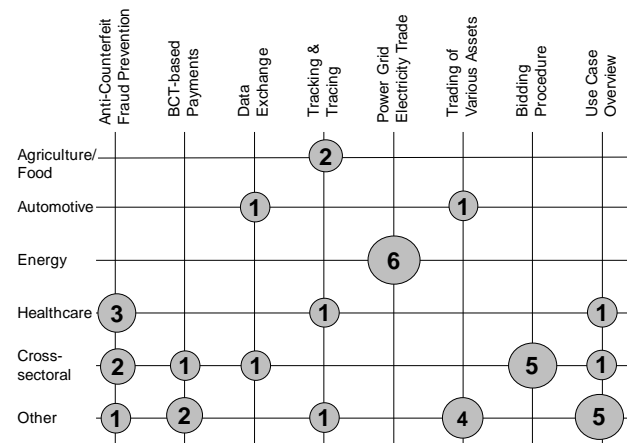 Anti-Counterfeit
Fraud Prevention
BCT-based
Payments
Data
Exchange
Tracking &
Tracing
Power Grid
Electricity Trade
Trading of
Various Assets
Bidding
Procedure
Use Case
Overview
Agriculture/
Food
2
Automotive
1
1
Energy
6
Healthcare
3
1
1
Cross-
sectoral
2
1
1
5
1
Other
1
2
1
4
5